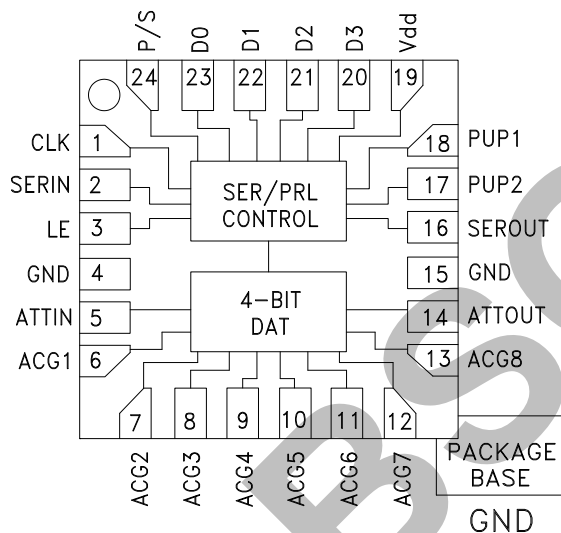 P/S
D0
D1
D2
D3
Vdd
24
23
22
21
20
19
CLK
1
18
PUP1
SERIN
2
17
PUP2
LE
3
16
SEROUT
SER/PRL
CONTROL
GND
4
15
GND
ATTIN
5
14
ATTOUT
4-BIT
DAT
ACG1
6
13
ACG8
7
8
9
10
11
12
ACG2
ACG3
ACG4
ACG5
ACG6
ACG7
PACKAGE
BASE
GND
BSO